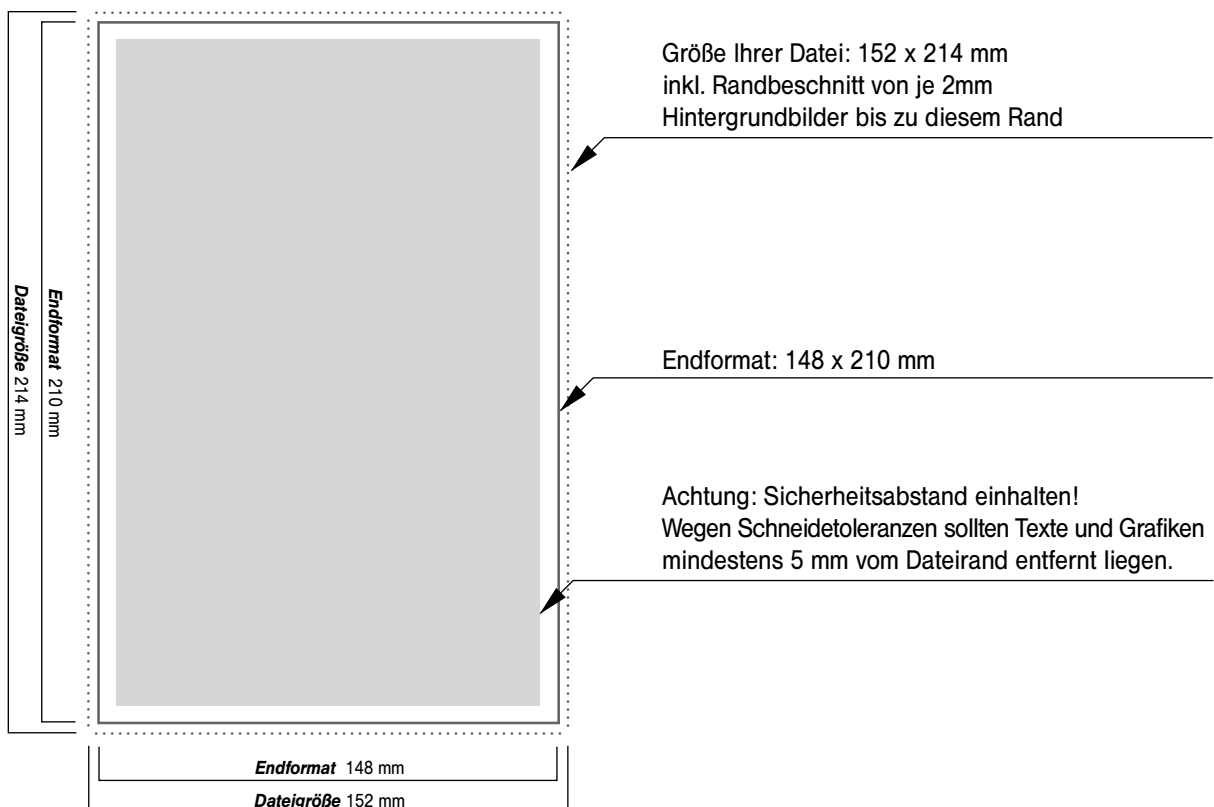 Größe Ihrer Datei: 152 x 214 mm
inkl. Randbeschnitt von je 2mm
Hintergrundbilder bis zu diesem Rand
Endformat: 148 x 210 mm
Achtung: Sicherheitsabstand einhalten!
Wegen Schneidetoleranzen sollten Texte und Grafiken
mindestens 5 mm vom Dateirand entfernt liegen.
Dateigröße 214 mm
Endformat 210 mm
Endformat 148 mm
Dateigröße 152 mm